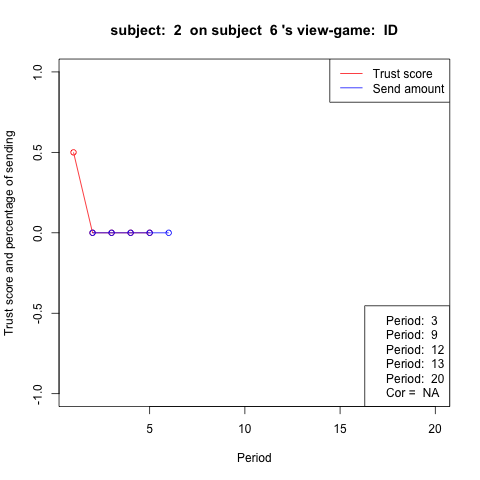 subject:  2  on subject  6 's view-game:  ID
Trust score
Send amount
Trust score and percentage of sending
1.0
0.5
0.0
-0.5
-1.0
Period:  3
Period:  9
Period:  12
Period:  13
Period:  20
Cor =  NA
5
10
15
20
Period